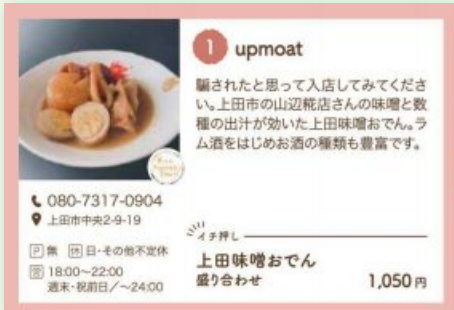 1 upmoat
騙されたと思って入店してみてくださ
い。上田市の山辺糀店さんの味噌と数
種の出汁が効いた上田味噌おでん。ラ
ム酒をはじめお酒の種類も豊富です。
080-7317-0904
上田市中央2-9-19
P 無 休 日・その他不定休
営 18:00～22:00
週末・祝前日／～24:00
イチ押し
上田味噌おでん
盛り合わせ 1,050円